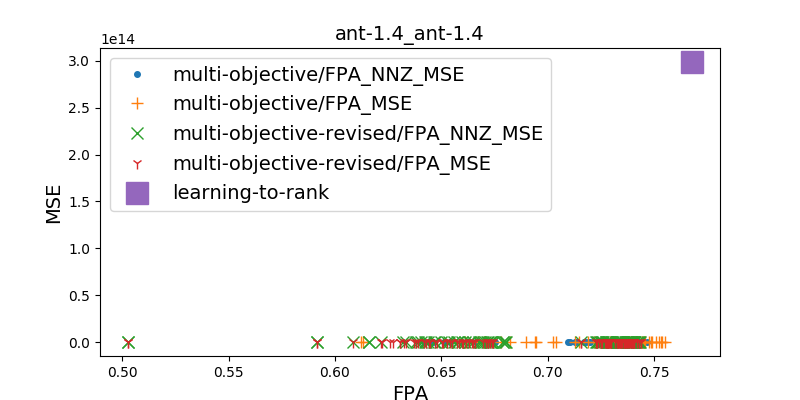 ant-1.4_ant-1.4
1e14
3.0
2.5
2.0
1.5
1.0
0.5
0.0
MSE
multi-objective/FPA_NNZ_MSE
multi-objective/FPA_MSE
multi-objective-revised/FPA_NNZ_MSE
multi-objective-revised/FPA_MSE
learning-to-rank
0.50 0.55 0.60 0.65 0.70 0.75
FPA